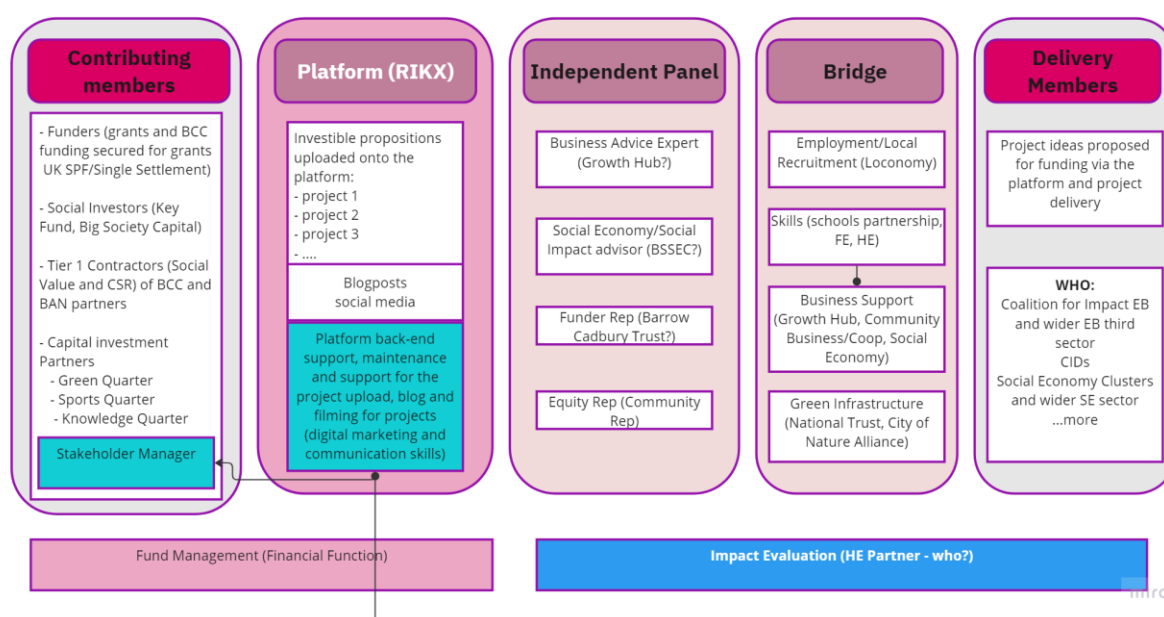 Contributing
members
- Funders (grants and BCC
funding secured for grants
UK SPF/Single Settlement)
- Social Investors (Key
Fund, Big Society Capital)
- Tier 1 Contractors (Social
Value and CSR) of BCC and
BAN partners
- Capital investment
Partners
- Green Quarter
- Sports Quarter
- Knowledge Quarter
Stakeholder Manager
Platform (RIKX)
Investible propositions
uploaded onto the
platform:
- project 1
- project 2
- project 3
- ....
Blogposts
social media
Platform back-end
support, maintenance
and support for the
project upload, blog and
filming for projects
(digital marketing and
communication skills)
Independent Panel
Business Advice Expert
(Growth Hub?)
Social Economy/Social
Impact advisor (BSSEC?)
Funder Rep (Barrow
Cadbury Trust?)
Equity Rep (Community
Rep)
Bridge
Employment/Local
Recruitment (Loconomy)
Skills (schools partnership,
FE, HE)
Business Support
(Growth Hub, Community
Business/Coop, Social
Economy)
Green Infrastructure
(National Trust, City of
Nature Alliance)
Delivery
Members
Project ideas proposed
for funding via the
platform and project
delivery
WHO:
Coalition for Impact EB
and wider EB third
sector
CIDs
Social Economy Clusters
and wider SE sector
...more
Fund Management (Financial Function)
Impact Evaluation (HE Partner - who?)